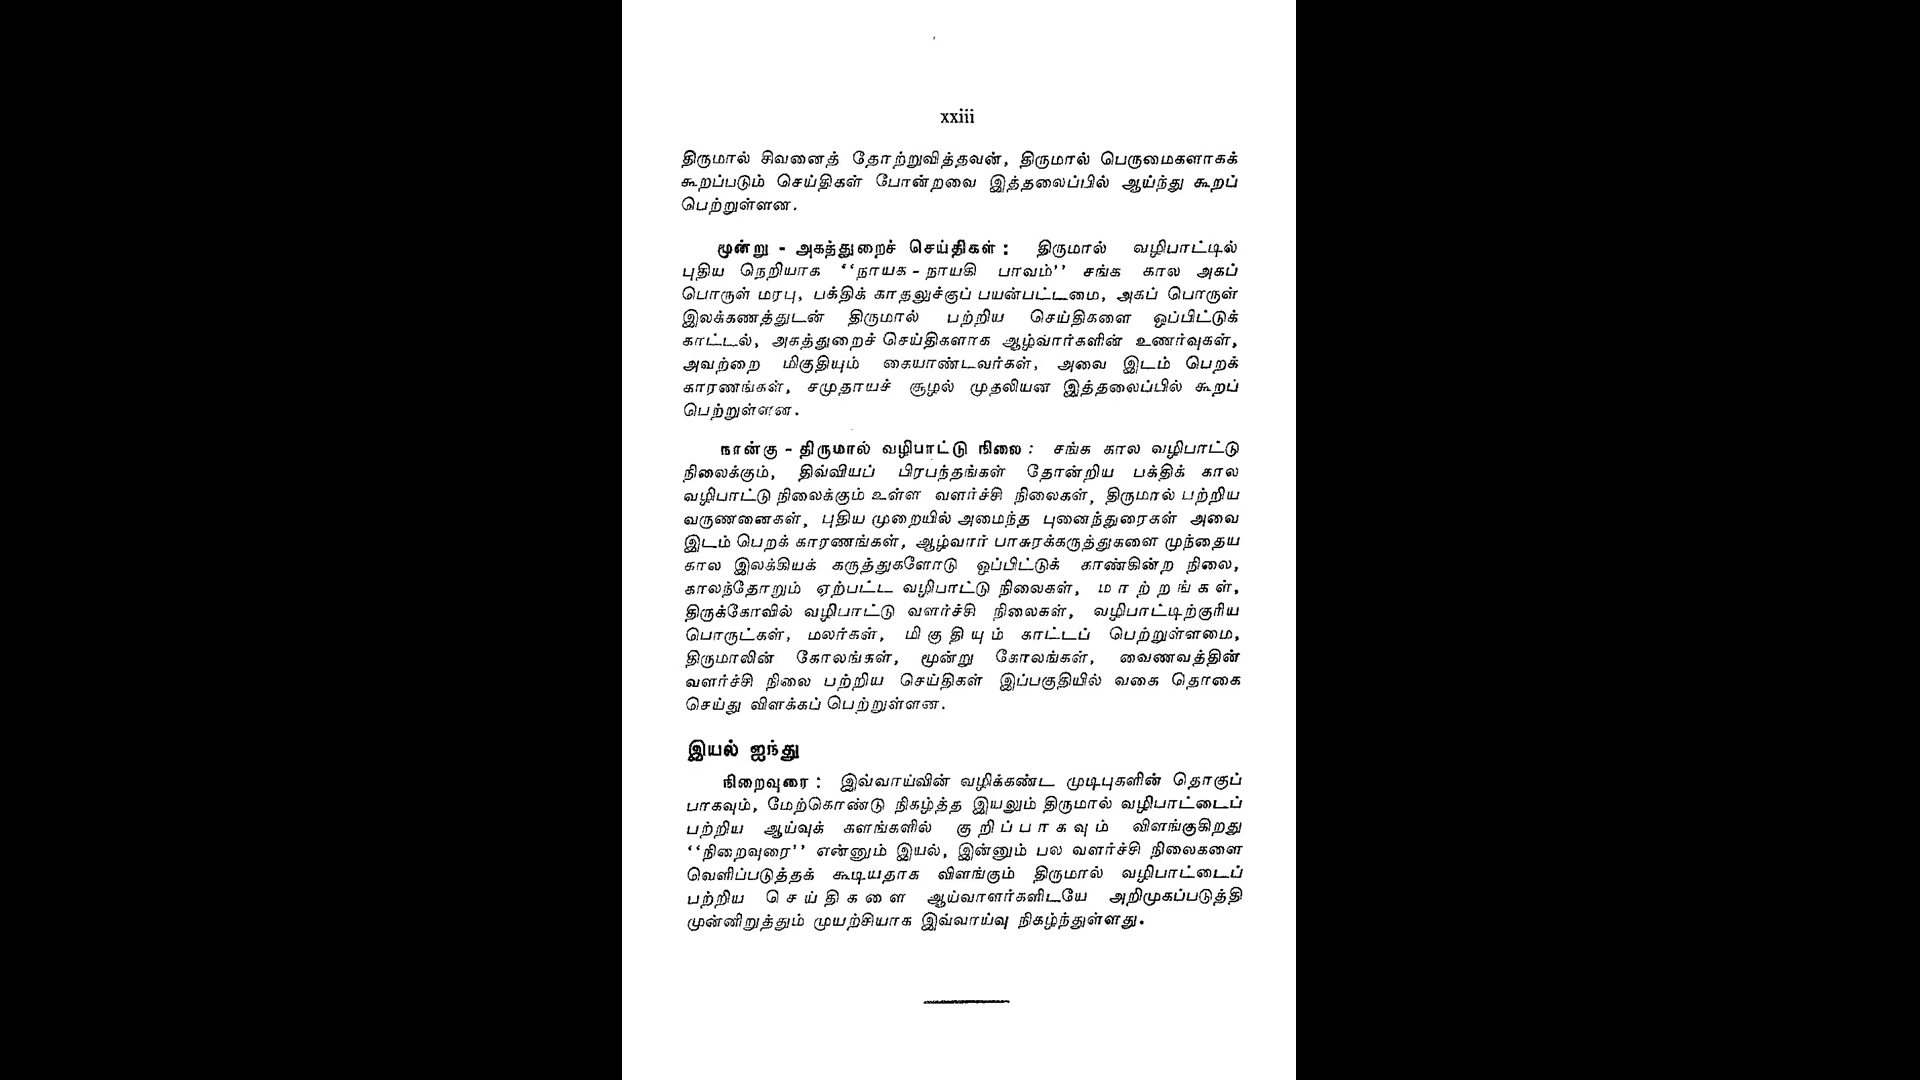 xxiii
திருமால் சிவனைத் தோற்றுவித்தவன், திருமால் பெருமைகளாகக்
கூறப்படும் செய்திகள் போன்றவை இத்தலைப்பில் ஆய்ந்து கூறப்
பெற்றுள்ளன.
மூன்று - அகத்துறைச் செய்திகள் : திருமால் வழிபாட்டில்
புதிய நெறியாக ‘‘நாயக - நாயகி பாவம்’’ சங்க கால அகப்
பொருள் மரபு, பக்திக் காதலுக்குப் பயன்பட்டமை, அகப் பொருள்
இலக்கணத்துடன் திருமால் பற்றிய செய்திகளை ஒப்பிட்டுக்
காட்டல், அகத்துறைச் செய்திகளாக ஆழ்வார்களின் உணர்வுகள்,
அவற்றை மிகுதியும் கையாண்டவர்கள், அவை இடம் பெறக்
காரணங்கள், சமுதாயச் சூழல் முதலியன இத்தலைப்பில் கூறப்
பெற்றுள்ளன.
நான்கு - திருமால் வழிபாட்டு நிலை : சங்க கால வழிபாட்டு
நிலைக்கும், திவ்வியப் பிரபந்தங்கள் தோன்றிய பக்திக் கால
வழிபாட்டு நிலைக்கும் உள்ள வளர்ச்சி நிலைகள், திருமால் பற்றிய
வருணனைகள், புதிய முறையில் அமைந்த புனைந்துரைகள் அவை
இடம் பெறக் காரணங்கள், ஆழ்வார் பாசுரக்கருத்துகளை முந்தைய
கால இலக்கியக் கருத்துகளோடு ஒப்பிட்டுக் காண்கின்ற நிலை,
காலந்தோறும் ஏற்பட்ட வழிபாட்டு நிலைகள், மாற்றங்கள்,
திருக்கோவில் வழிபாட்டு வளர்ச்சி நிலைகள், வழிபாட்டிற்குரிய
பொருட்கள், மலர்கள், மிகுதியும் காட்டப் பெற்றுள்ளமை,
திருமாலின் கோலங்கள், மூன்று கோலங்கள், வைணவத்தின்
வளர்ச்சி நிலை பற்றிய செய்திகள் இப்பகுதியில் வகை தொகை
செய்து விளக்கப் பெற்றுள்ளன.
இயல் ஐந்து
நிறைவுரை : இவ்வாய்வின் வழிக்கண்ட முடிபுகளின் தொகுப்
பாகவும், மேற்கொண்டு நிகழ்த்த இயலும் திருமால் வழிபாட்டைப்
பற்றிய ஆய்வுக் களங்களில் குறிப்பாகவும் விளங்குகிறது
‘‘நிறைவுரை’’ என்னும் இயல், இன்னும் பல வளர்ச்சி நிலைகளை
வெளிப்படுத்தக் கூடியதாக விளங்கும் திருமால் வழிபாட்டைப்
பற்றிய செய்திகளை ஆய்வாளர்களிடயே அறிமுகப்படுத்தி
முன்னிறுத்தும் முயற்சியாக இவ்வாய்வு நிகழ்ந்துள்ளது.